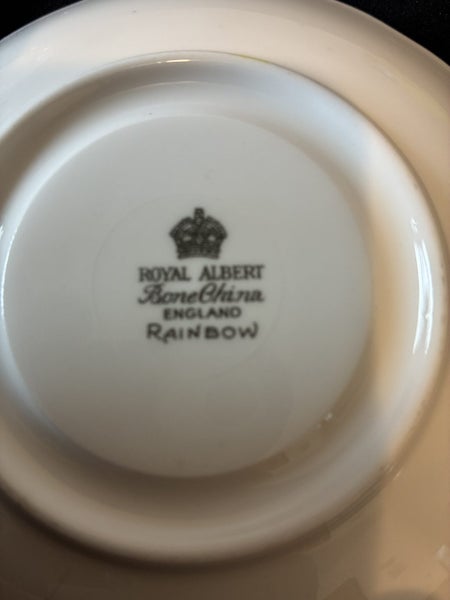 ROYAL ALBERT
Bone China
ENGLAND
RAINBOW